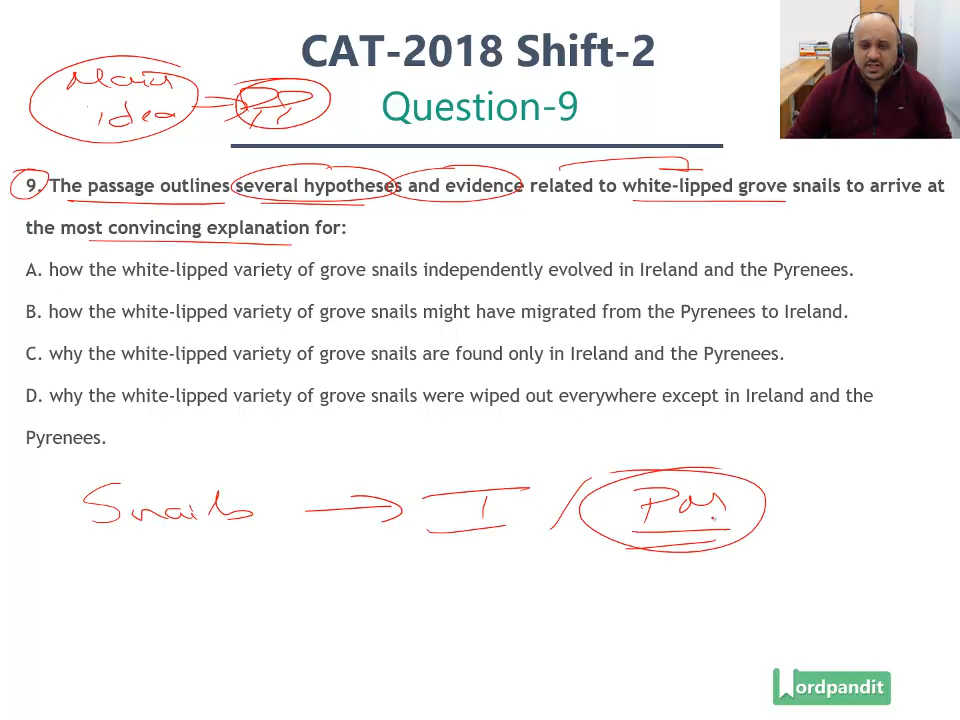 CAT-2018 Shift-2
Question-9
Main
idea
9. The passage outlines several hypotheses and evidence related to white-lipped grove snails to arrive at
the most convincing explanation for:
A. how the white-lipped variety of grove snails independently evolved in Ireland and the Pyrenees.
B. how the white-lipped variety of grove snails might have migrated from the Pyrenees to Ireland.
C. why the white-lipped variety of grove snails are found only in Ireland and the Pyrenees.
D. why the white-lipped variety of grove snails were wiped out everywhere except in Ireland and the
Pyrenees.
Snails → I /
ordpandit